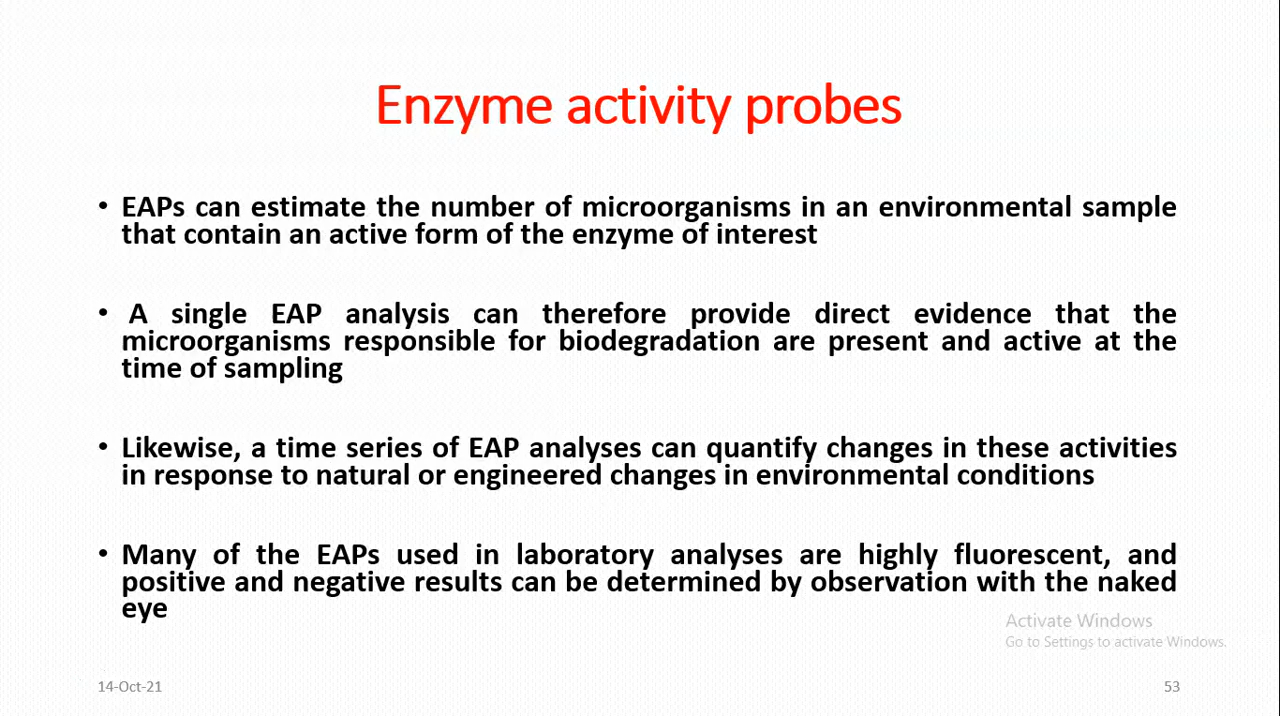 Enzyme activity probes
• EAPs can estimate the number of microorganisms in an environmental sample
that contain an active form of the enzyme of interest
• A single EAP analysis can therefore provide direct evidence that the
microorganisms responsible for biodegradation are present and active at the
time of sampling
• Likewise, a time series of EAP analyses can quantify changes in these activities
in response to natural or engineered changes in environmental conditions
• Many of the EAPs used in laboratory analyses are highly fluorescent, and
positive and negative results can be determined by observation with the naked
eye
Activate Windows
Go to Settings to activate Windows.
14-Oct-21
53